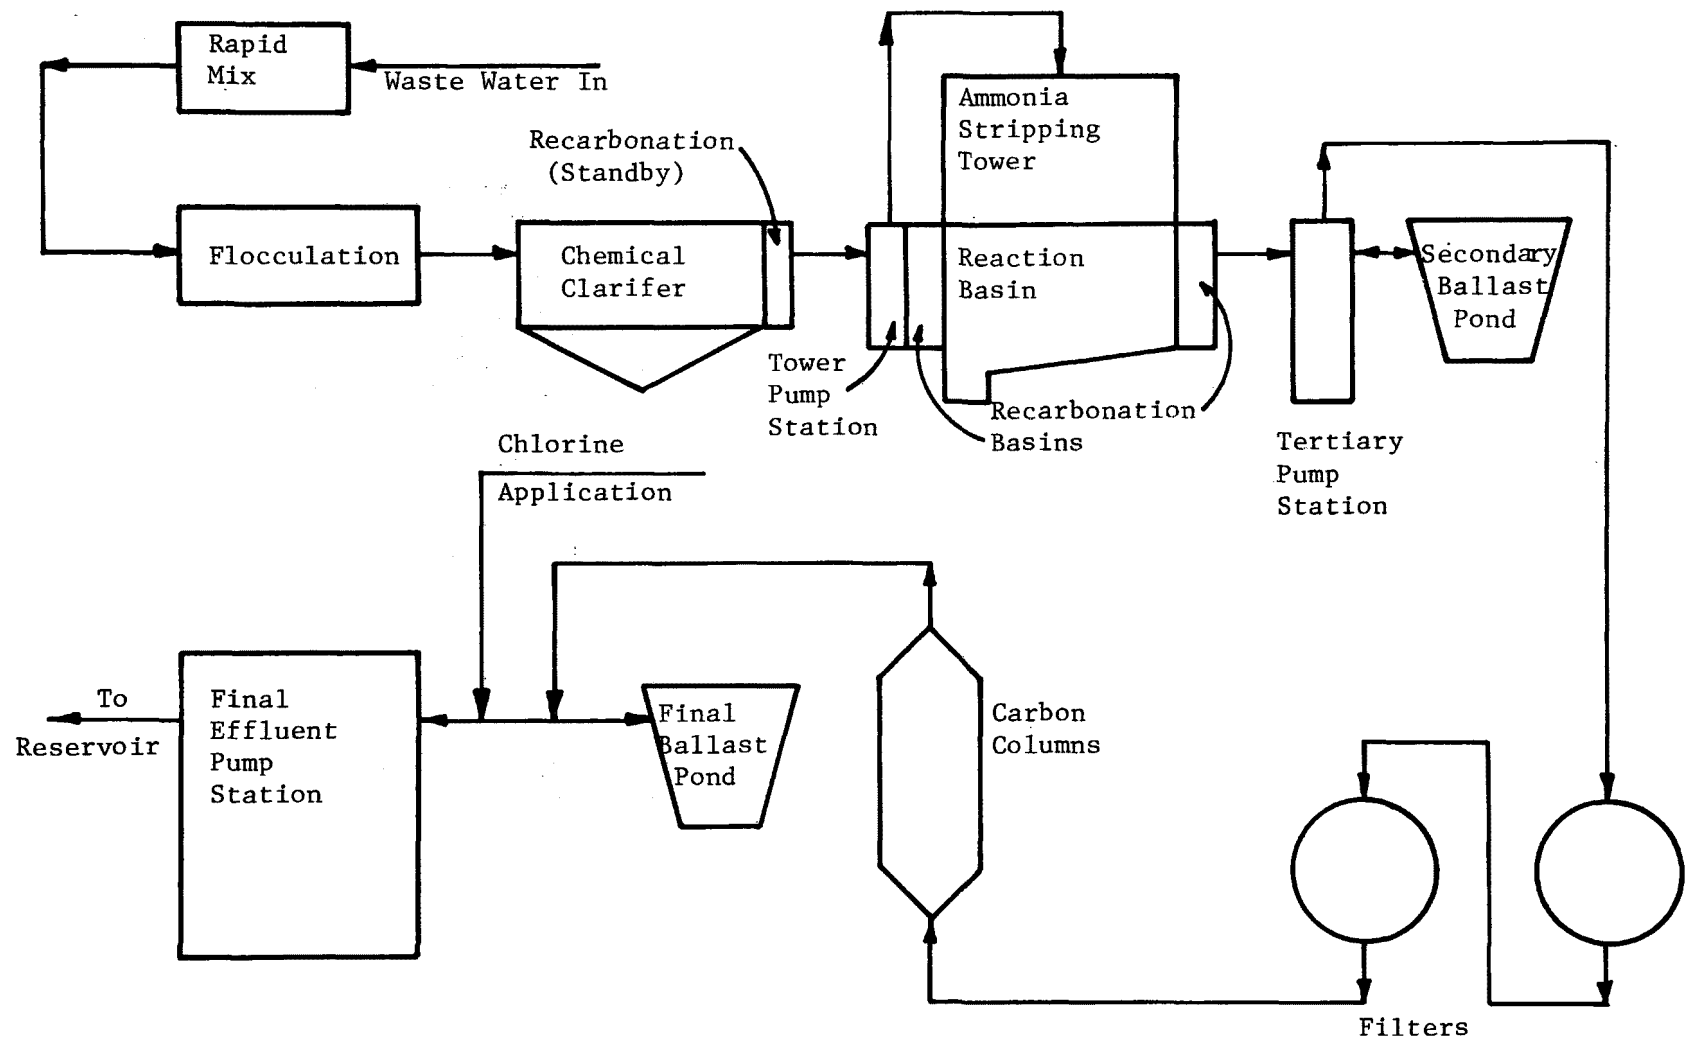 Rapid
Mix
Waste Water In
Recarbonation
(Standby)
Ammonia
Stripping
Tower
Flocculation
Chemical
Clarifer
Reaction
Basin
Secondary
Ballast
Pond
Tower
Pump
Station
Recarbonation
Basins
Tertiary
Pump
Station
Chlorine
Application
To
Reservoir
Final
Effluent
Pump
Station
Final
Ballast
Pond
Carbon
Columns
Filters